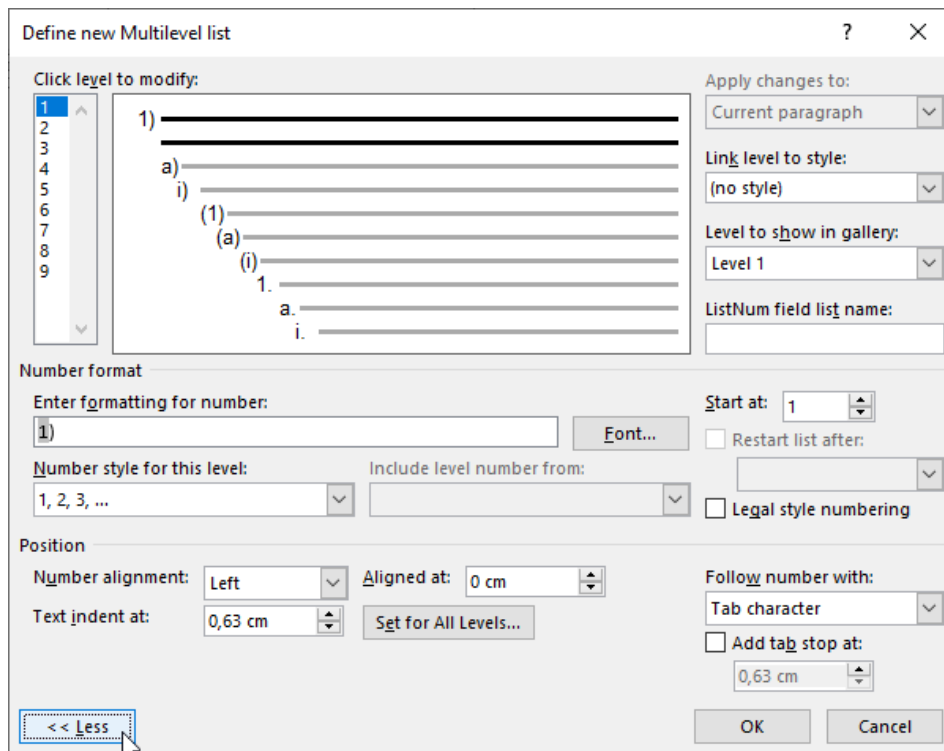 Define new Multilevel list
?
Click level to modify:
1
2
3
4
5
6
7
8
9
1)
a)
i)
(1)
(a)
(i)
1.
a.
i.
Apply changes to:
Current paragraph
Link level to style:
(no style)
Level to show in gallery:
Level 1
ListNum field list name:
Number format
Enter formatting for number:
1)
Font...
Start at: 1
Restart list after:
Number style for this level:
1, 2, 3, ...
Include level number from:
Legal style numbering
Position
Number alignment: Left
Aligned at: 0 cm
Text indent at: 0,63 cm
Set for All Levels...
Follow number with:
Tab character
Add tab stop at:
0,63 cm
<< Less
OK
Cancel